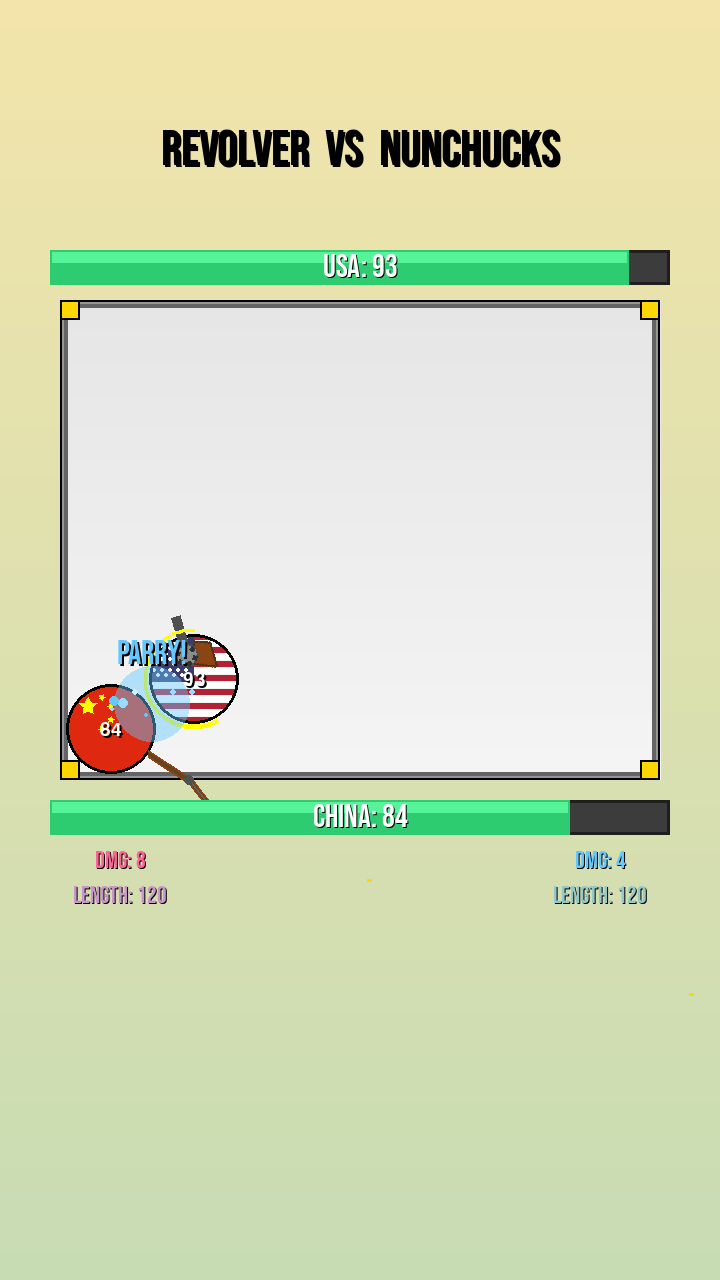 REVOLVER VS NUNCHUCKS
USA: 93
PARRY!
93
84
CHINA: 84
DMG: 8
DMG: 4
LENGTH: 120
LENGTH: 120